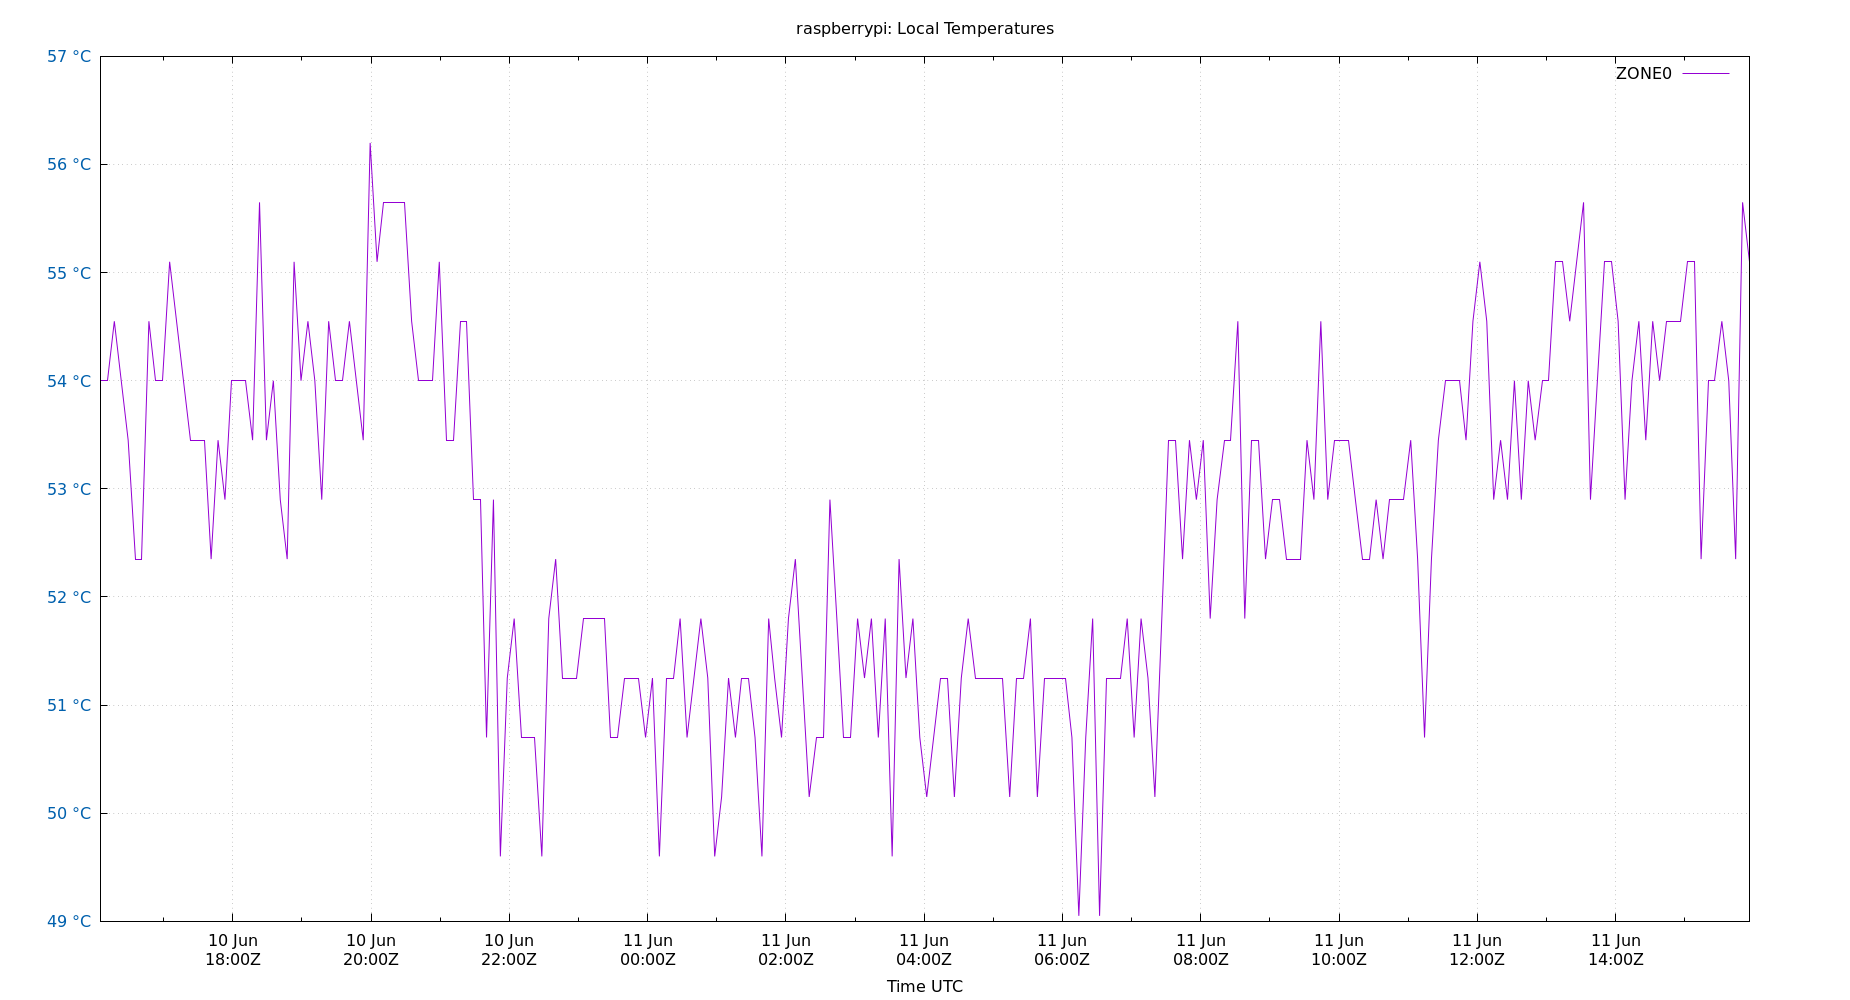 raspberrypi: Local Temperatures
57 °C
ZONE0
56 °C
55 °C
54 °C
53 °C
52 °C
51 °C
50 °C
49 °C
10 Jun 10 Jun 10 Jun 11 Jun 11 Jun 11 Jun 11 Jun 11 Jun 11 Jun 11 Jun 11 Jun
18:00Z 20:00Z 22:00Z 00:00Z 02:00Z 04:00Z 06:00Z 08:00Z 10:00Z 12:00Z 14:00Z
Time UTC